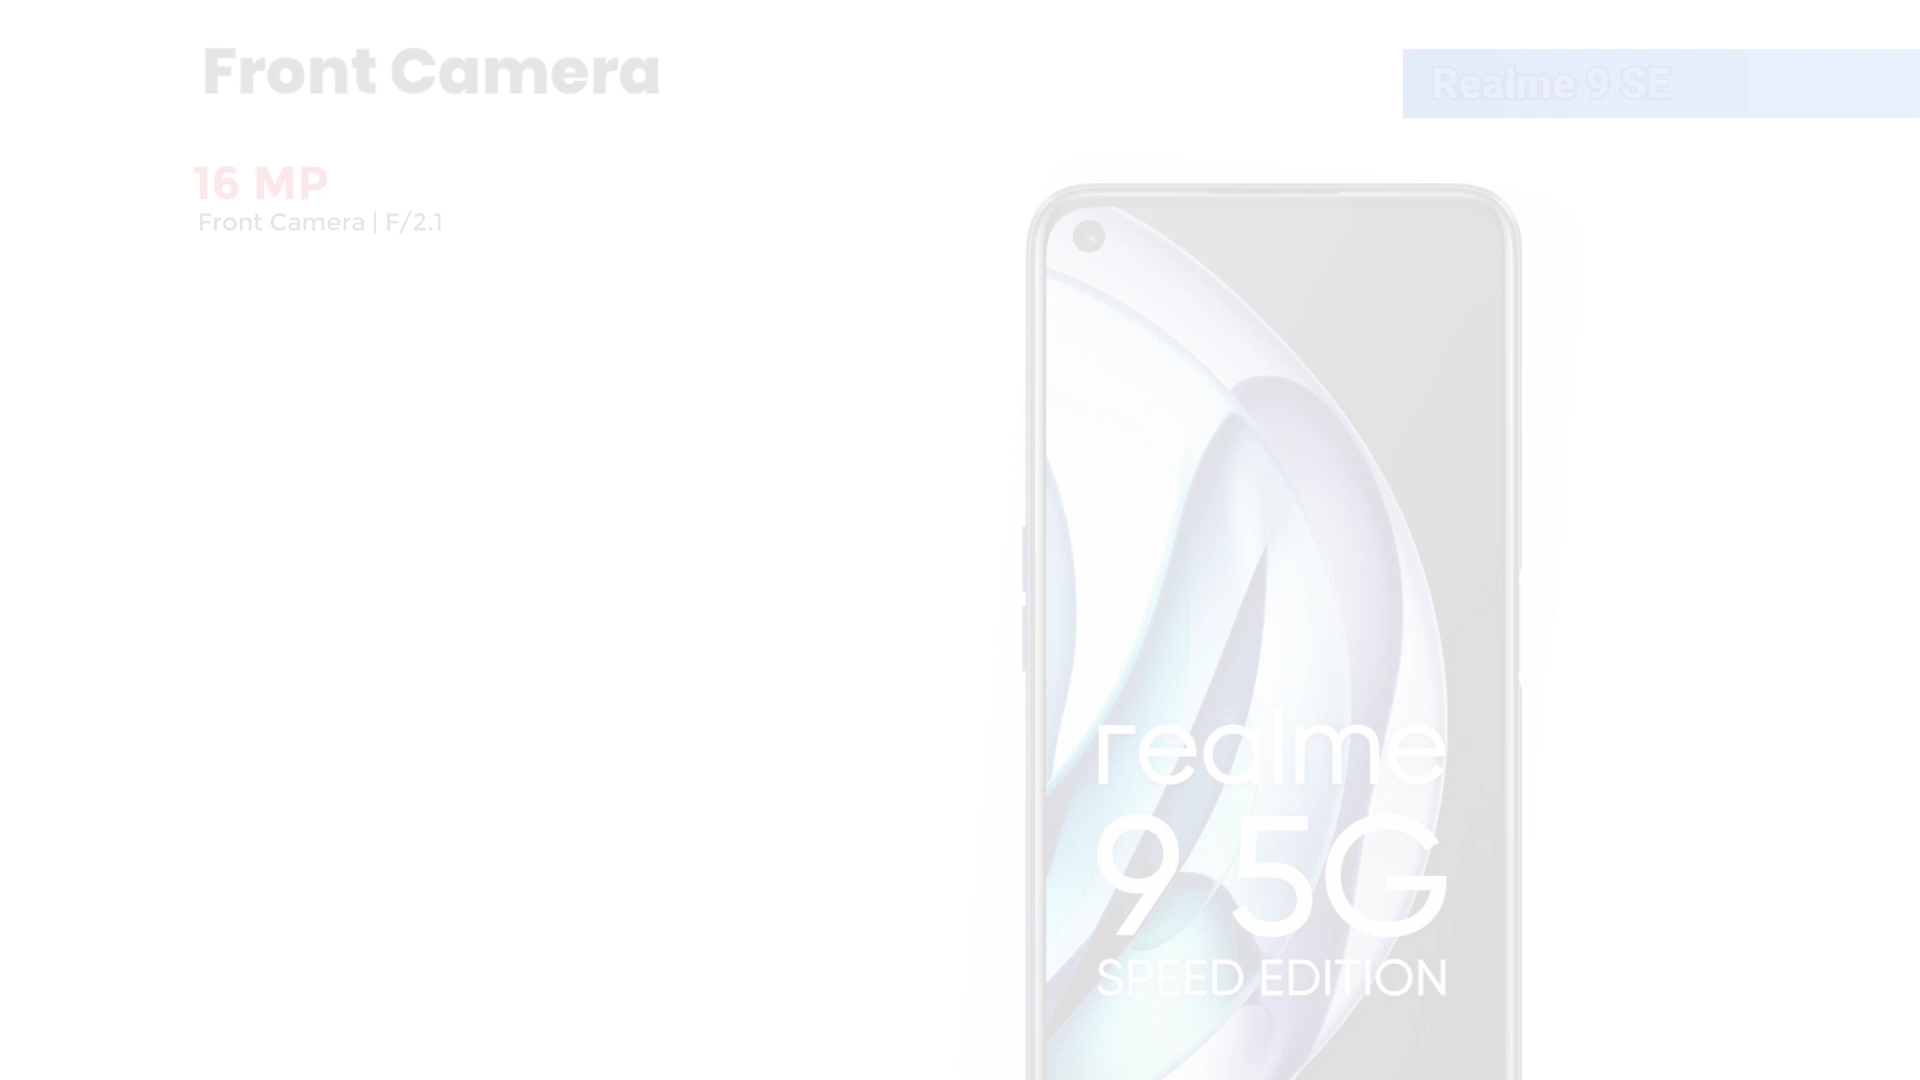 Front Camera
Realme 9 SE
16 MP
Front Camera | F/2.1
realme
9 5G
SPEED EDITION